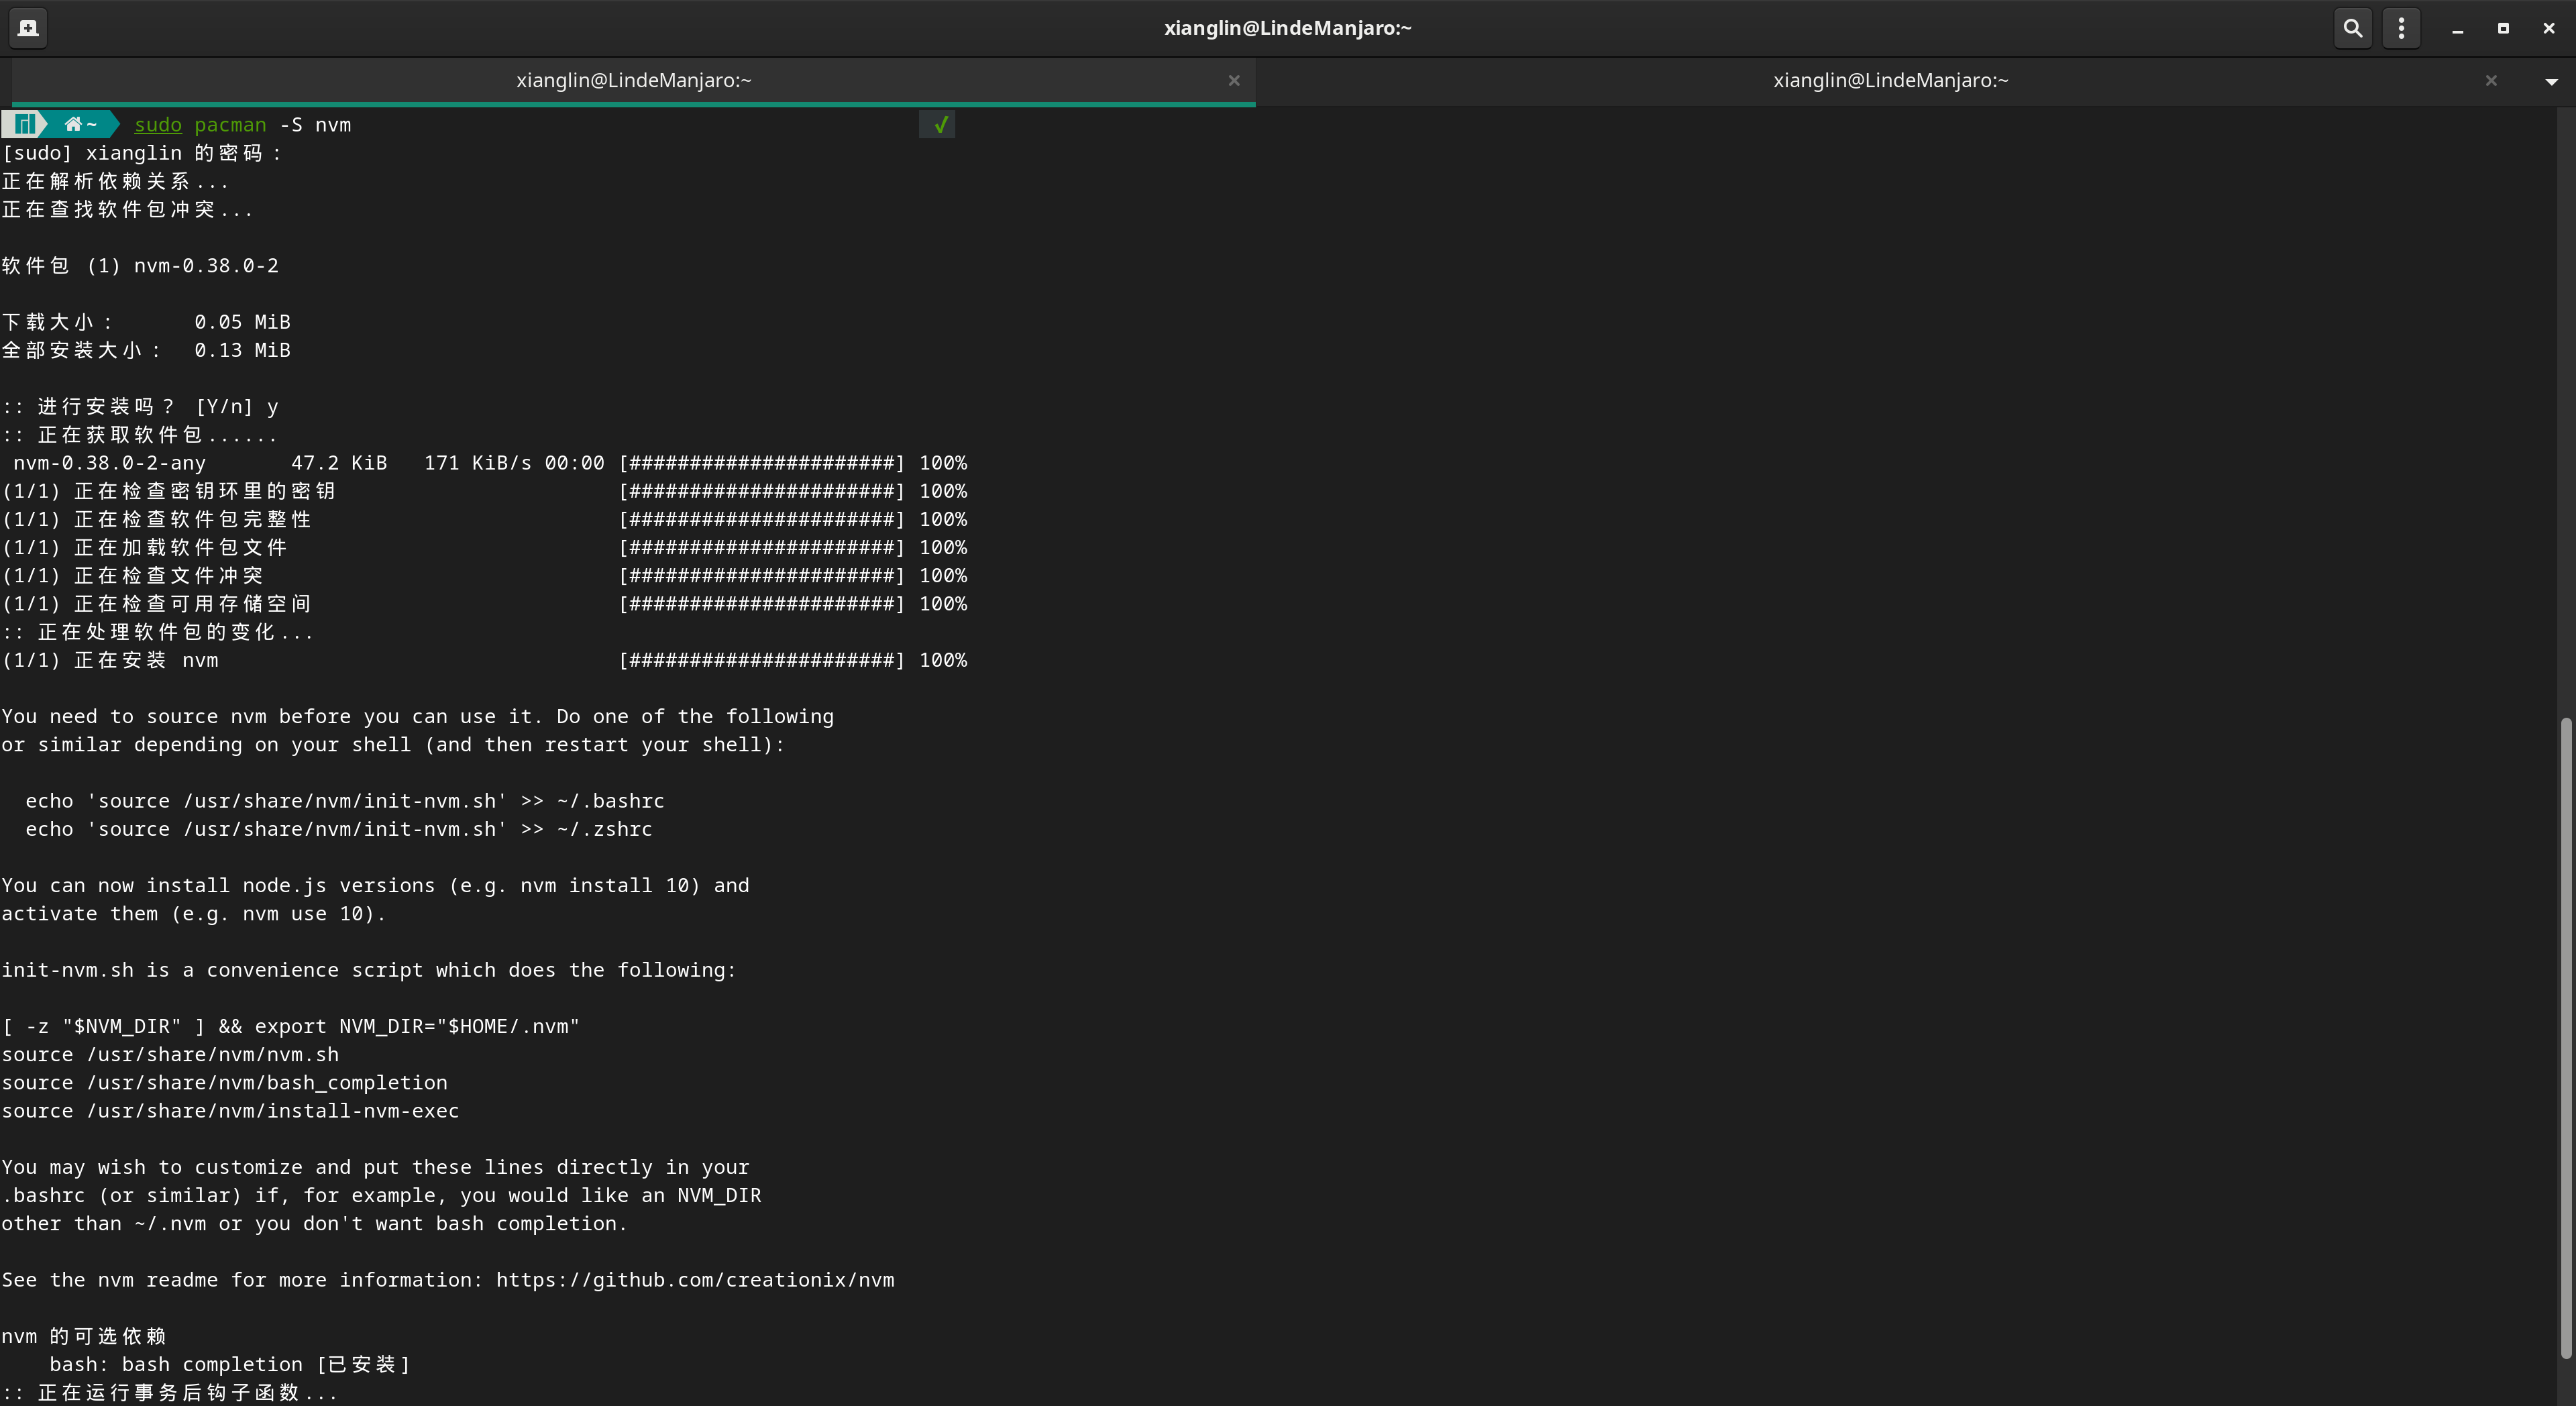 xianglin@LindeManjaro:~
xianglin@LindeManjaro:~
xianglin@LindeManjaro:~
~ sudo pacman -S nvm √
[sudo] xianglin 的密码：
正在解析依赖关系...
正在查找软件包冲突...
软件包 (1) nvm-0.38.0-2
下载大小： 0.05 MiB
全部安装大小： 0.13 MiB
:: 进行安装吗？ [Y/n] y
:: 正在获取软件包......
nvm-0.38.0-2-any 47.2 KiB 171 KiB/s 00:00 [######################] 100%
(1/1) 正在检查密钥环里的密钥 [######################] 100%
(1/1) 正在检查软件包完整性 [######################] 100%
(1/1) 正在加载软件包文件 [######################] 100%
(1/1) 正在检查文件冲突 [######################] 100%
(1/1) 正在检查可用存储空间 [######################] 100%
:: 正在处理软件包的变化...
(1/1) 正在安装 nvm [######################] 100%
You need to source nvm before you can use it. Do one of the following
or similar depending on your shell (and then restart your shell):
echo 'source /usr/share/nvm/init-nvm.sh' >> ~/.bashrc
echo 'source /usr/share/nvm/init-nvm.sh' >> ~/.zshrc
You can now install node.js versions (e.g. nvm install 10) and
activate them (e.g. nvm use 10).
init-nvm.sh is a convenience script which does the following:
[ -z "$NVM_DIR" ] && export NVM_DIR="$HOME/.nvm"
source /usr/share/nvm/nvm.sh
source /usr/share/nvm/bash_completion
source /usr/share/nvm/install-nvm-exec
You may wish to customize and put these lines directly in your
.bashrc (or similar) if, for example, you would like an NVM_DIR
other than ~/.nvm or you don't want bash completion.
See the nvm readme for more information: https://github.com/creationix/nvm
nvm 的可选依赖
bash: bash completion [已安装]
:: 正在运行事务后钩子函数...